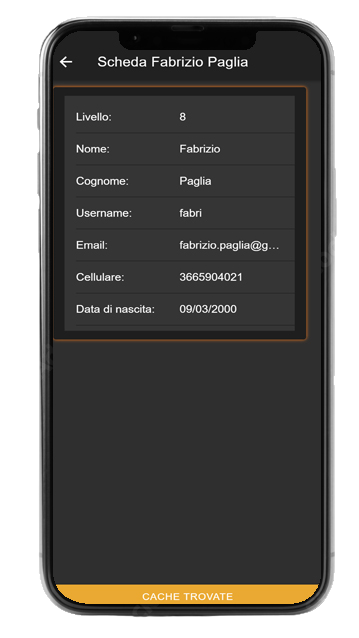 Scheda Fabrizio Paglia
Livello: 8
Nome: Fabrizio
Cognome: Paglia
Username: fabri
Email: fabrizio.paglia@g...
Cellulare: 3665904021
Data di nascita: 09/03/2000
CACHE TROVATE